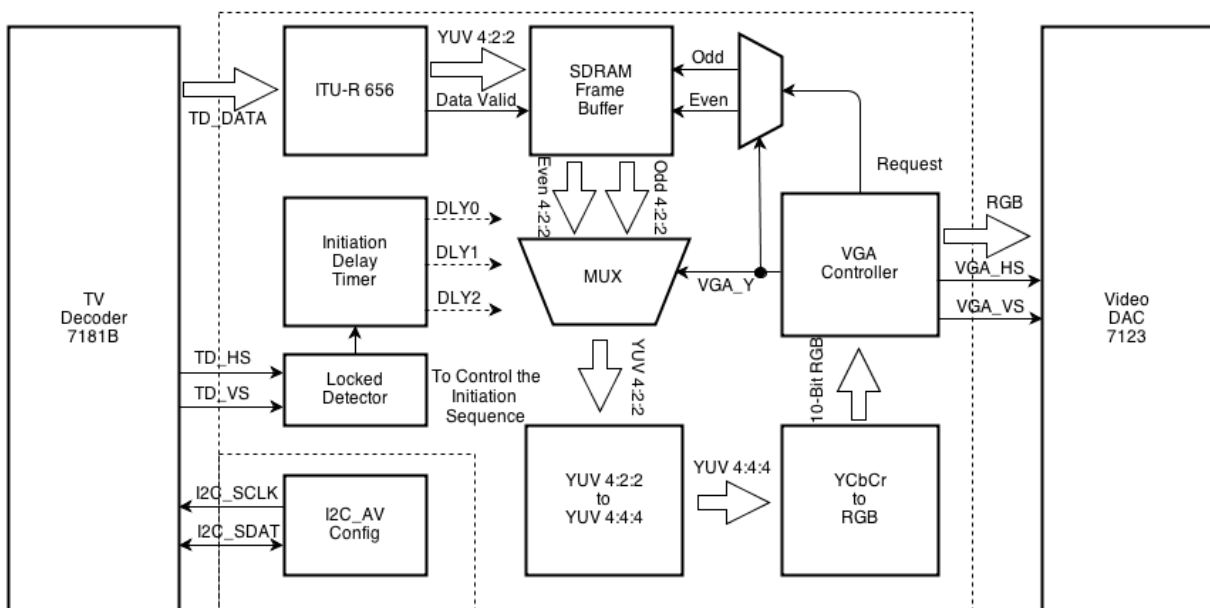 TV
Decoder
7181B
TD_DATA
ITU-R 656
YUV 4:2:2
Data Valid
SDRAM
Frame
Buffer
Odd
Even
Request
Even 4:2:2
Odd 4:2:2
Initiation
Delay
Timer
DLY0
DLY1
DLY2
MUX
VGA_Y
VGA
Controller
RGB
VGA_HS
VGA_VS
Video
DAC
7123
TD_HS
TD_VS
Locked
Detector
To Control the
Initiation
Sequence
YUV 4:2:2
10-Bit RGB
I2C_SCLK
I2C_SDAT
I2C_AV
Config
YUV 4:2:2
to
YUV 4:4:4
YUV 4:4:4
YCbCr
to
RGB